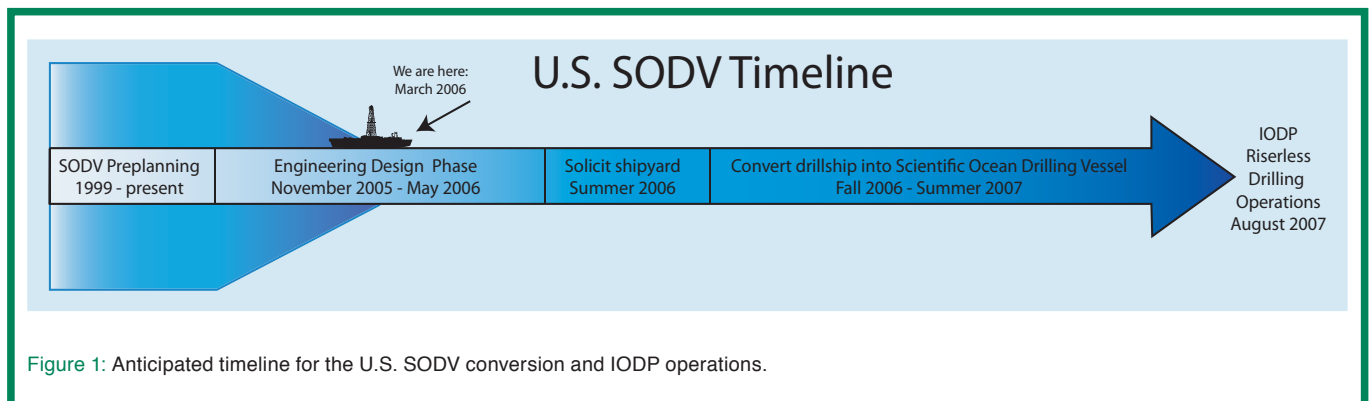 U.S. SODV Timeline
We are here:
March 2006
SODV Preplanning
1999 - present
Engineering Design Phase
November 2005 - May 2006
Solicit shipyard
Summer 2006
Convert drillship into Scientific Ocean Drilling Vessel
Fall 2006 - Summer 2007
IODP
Riserless
Drilling
Operations
August 2007
Figure 1: Anticipated timeline for the U.S. SODV conversion and IODP operations.